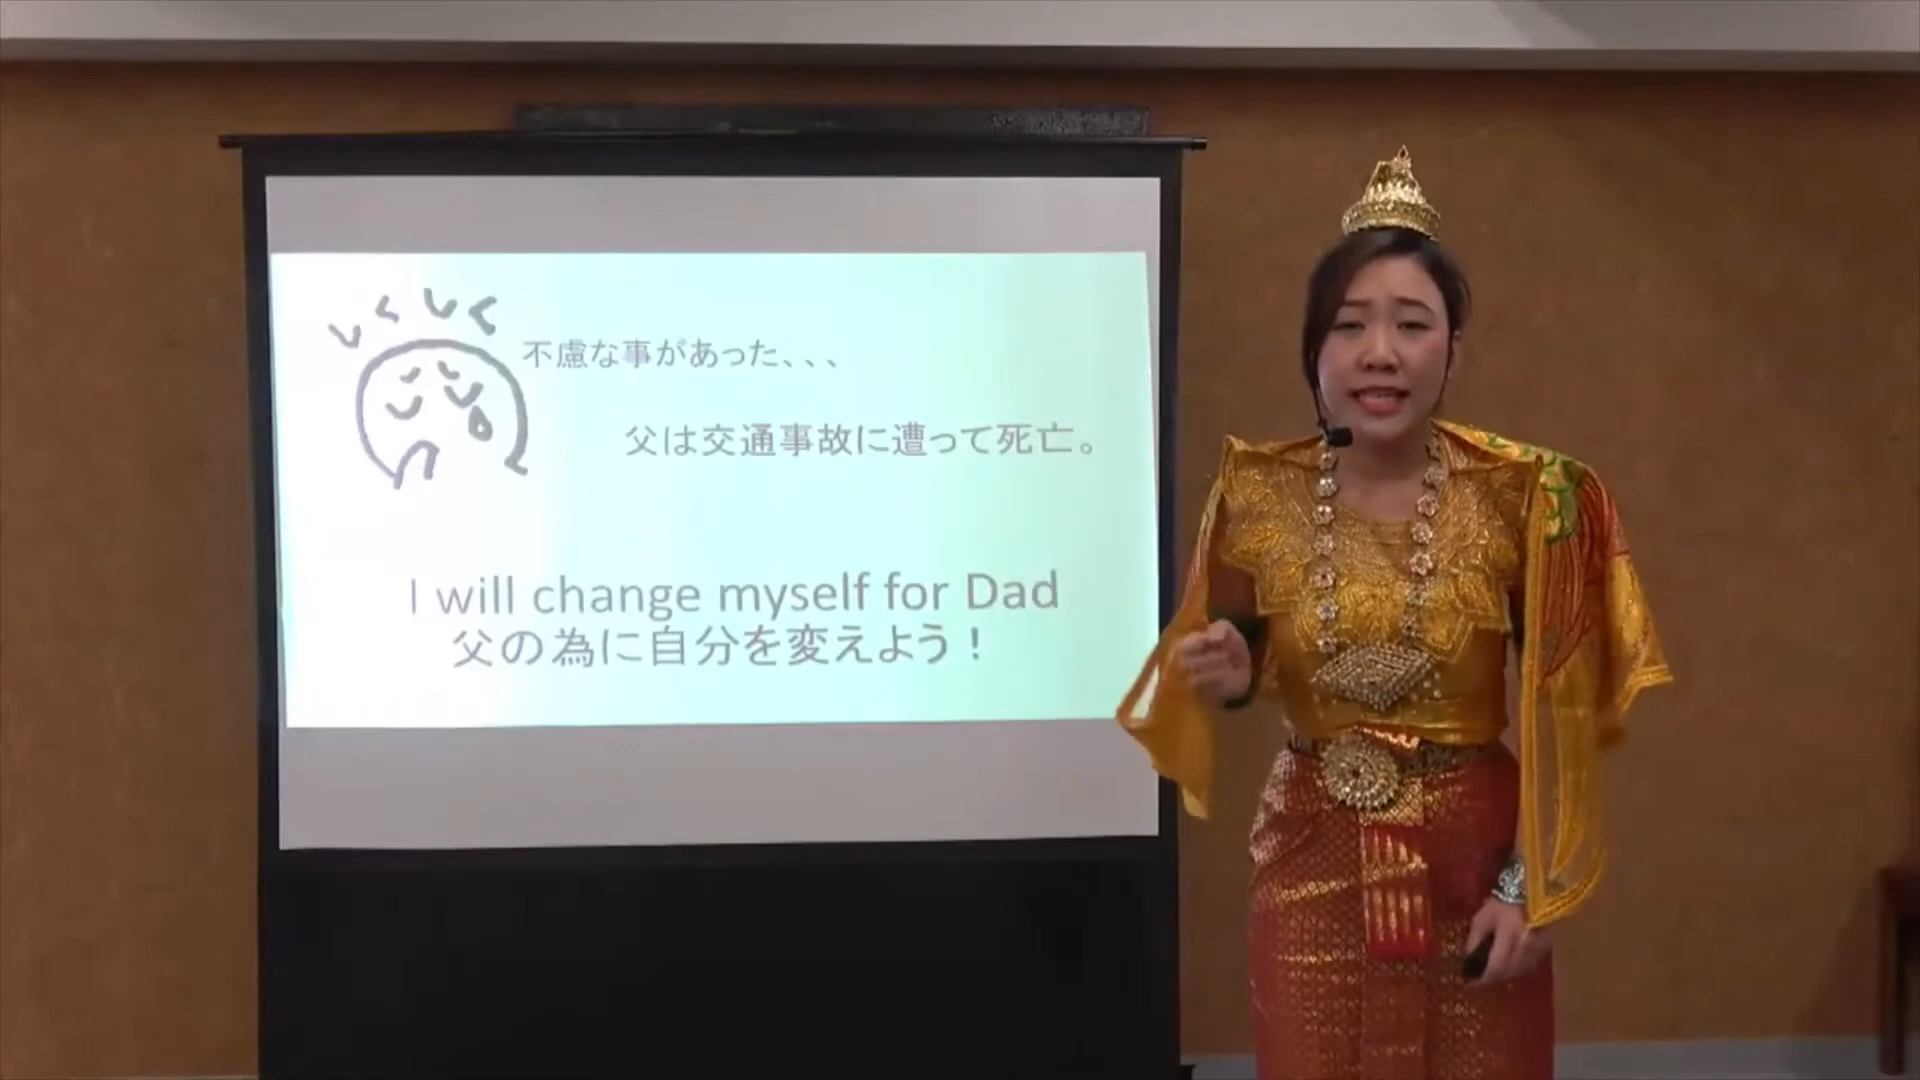 しくしく
不慮な事があった、、、
父は交通事故に遭って死亡。
I will change myself for Dad
父の為に自分を変えよう！